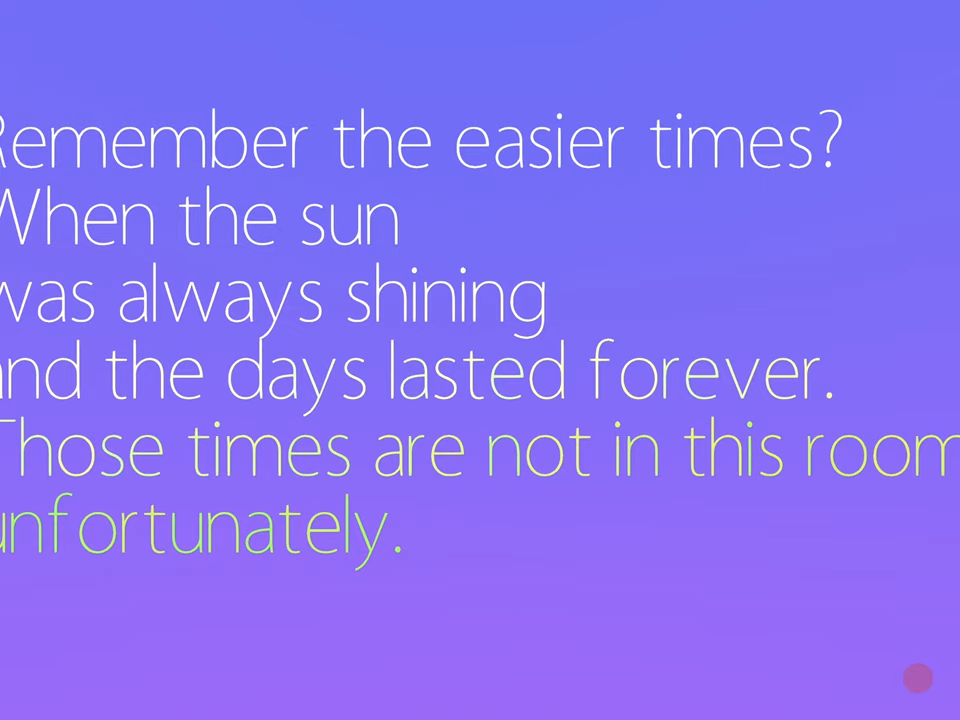 Remember the easier times?
When the sun
was always shining
and the days lasted forever.
Those times are not in this room
unfortunately.